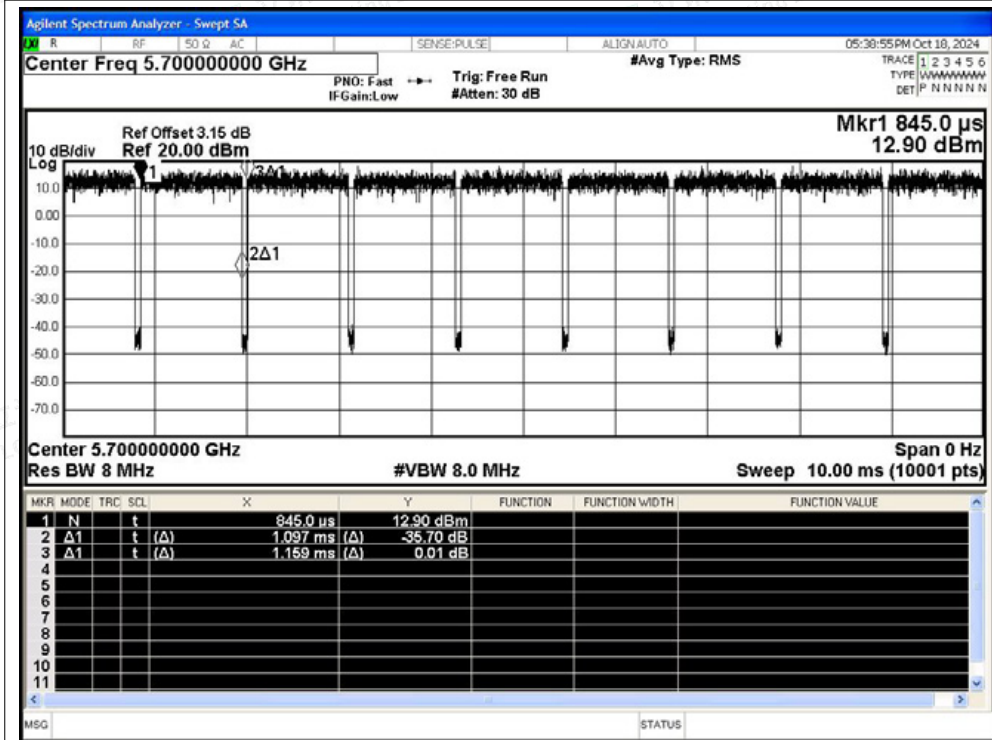 Agilent Spectrum Analyzer - Swept SA
LXI R RF 50 Ω AC SENSE:PULSE ALIGN AUTO 05:38:55 PM Oct 18, 2024
Center Freq 5.700000000 GHz #Avg Type: RMS TRACE 1 2 3 4 5 6
PNO: Fast Trig: Free Run TYPE WWWWWW
IFGain:Low #Atten: 30 dB DET P N N N N N
Ref Offset 3.15 dB Mkr1 845.0 µs
10 dB/div Ref 20.00 dBm 12.90 dBm
Log
1 3Δ1
10.0
0.00
2Δ1
-10.0
-20.0
-30.0
-40.0
-50.0
-60.0
-70.0
Center 5.700000000 GHz Span 0 Hz
Res BW 8 MHz #VBW 8.0 MHz Sweep 10.00 ms (10001 pts)
MKR MODE TRC SCL X Y FUNCTION FUNCTION WIDTH FUNCTION VALUE
1 N t 845.0 µs 12.90 dBm
2 Δ1 t (Δ) 1.097 ms (Δ) -35.70 dB
3 Δ1 t (Δ) 1.159 ms (Δ) 0.01 dB
4
5
6
7
8
9
10
11
MSG STATUS